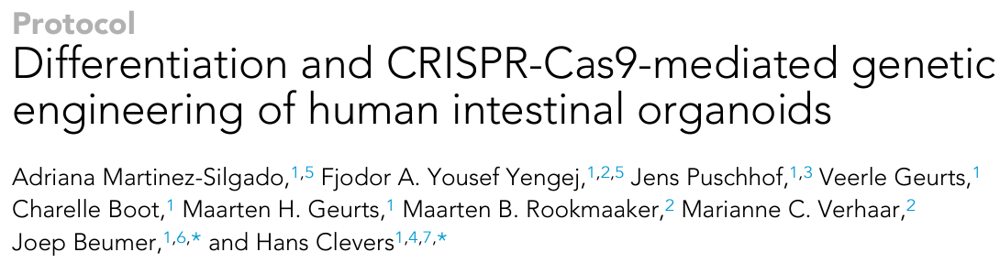 Protocol
Differentiation and CRISPR-Cas9-mediated genetic
engineering of human intestinal organoids
Adriana Martinez-Silgado,1,5 Fjodor A. Yousef Yengej,1,2,5 Jens Puschhof,1,3 Veerle Geurts,1
Charelle Boot,1 Maarten H. Geurts,1 Maarten B. Rookmaaker,2 Marianne C. Verhaar,2
Joep Beumer,1,6,* and Hans Clevers1,4,7,*